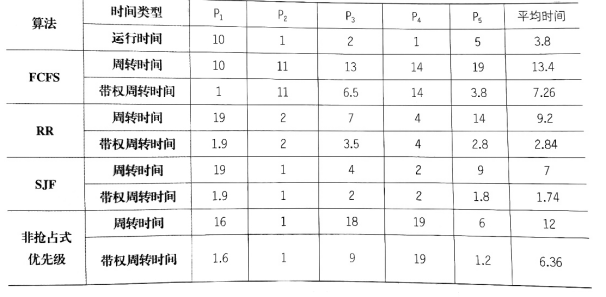 算法 时间类型 P₁ P₂ P₃ P₄ P₅ 平均时间
运行时间 10 1 2 1 5 3.8
FCFS 周转时间 10 11 13 14 19 13.4
带权周转时间 1 11 6.5 14 3.8 7.26
RR 周转时间 19 2 7 4 14 9.2
带权周转时间 1.9 2 3.5 4 2.8 2.84
SJF 周转时间 19 1 4 2 9 7
带权周转时间 1.9 1 2 2 1.8 1.74
非抢占式优先级 周转时间 16 1 18 19 6 12
带权周转时间 1.6 1 9 19 1.2 6.36